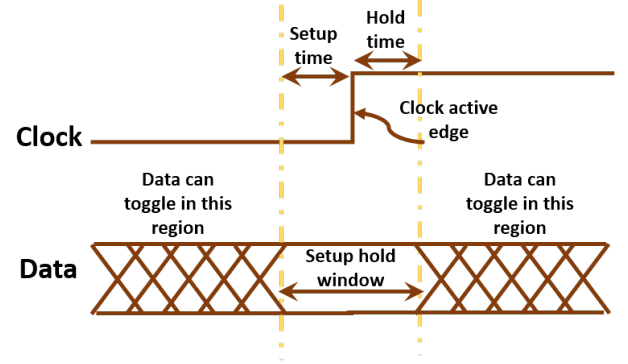 Setup
time
Hold
time
Clock
Clock active
edge
Data can
toggle in this
region
Data can
toggle in this
region
Data
Setup hold
window